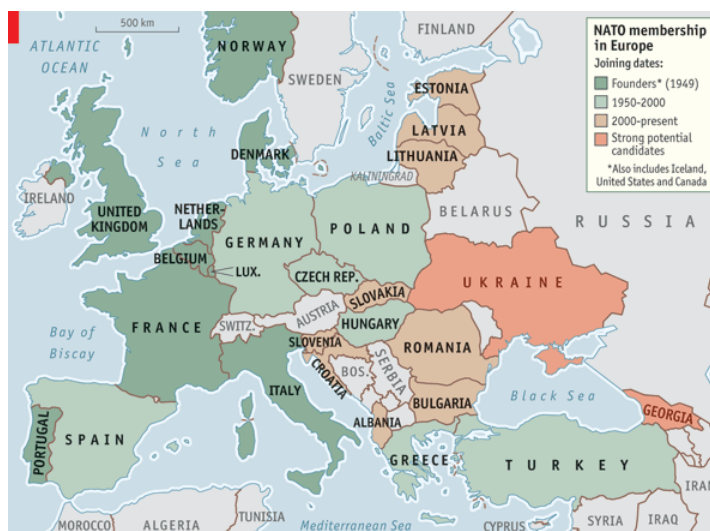 500 km
NORWAY
FINLAND
ATLANTIC
OCEAN
SWEDEN
Baltic Sea
ESTONIA
LATVIA
LITHUANIA
KALININGRAD
North
Sea
DENMARK
IRELAND
UNITED
KINGDOM
NETHER-
LANDS
BELGIUM
LUX.
GERMANY
POLAND
BELARUS
RUSSIA
CZECH REP.
UKRAINE
SLOVAKIA
AUSTRIA
HUNGARY
FRANCE
SWITZ.
Bay of
Biscay
SLOVENIA
CROATIA
BOS.
SERBIA
ROMANIA
ITALY
BULGARIA
Black Sea
GEORGIA
ALBANIA
PORTUGAL
SPAIN
GREECE
TURKEY
IRAN
MOROCCO
ALGERIA
TUNISIA
Mediterranean Sea
CYPRUS
SYRIA
IRAQ
NATO membership
in Europe
Joining dates:
Founders* (1949)
1950-2000
2000-present
Strong potential
candidates
*Also includes Iceland,
United States and Canada